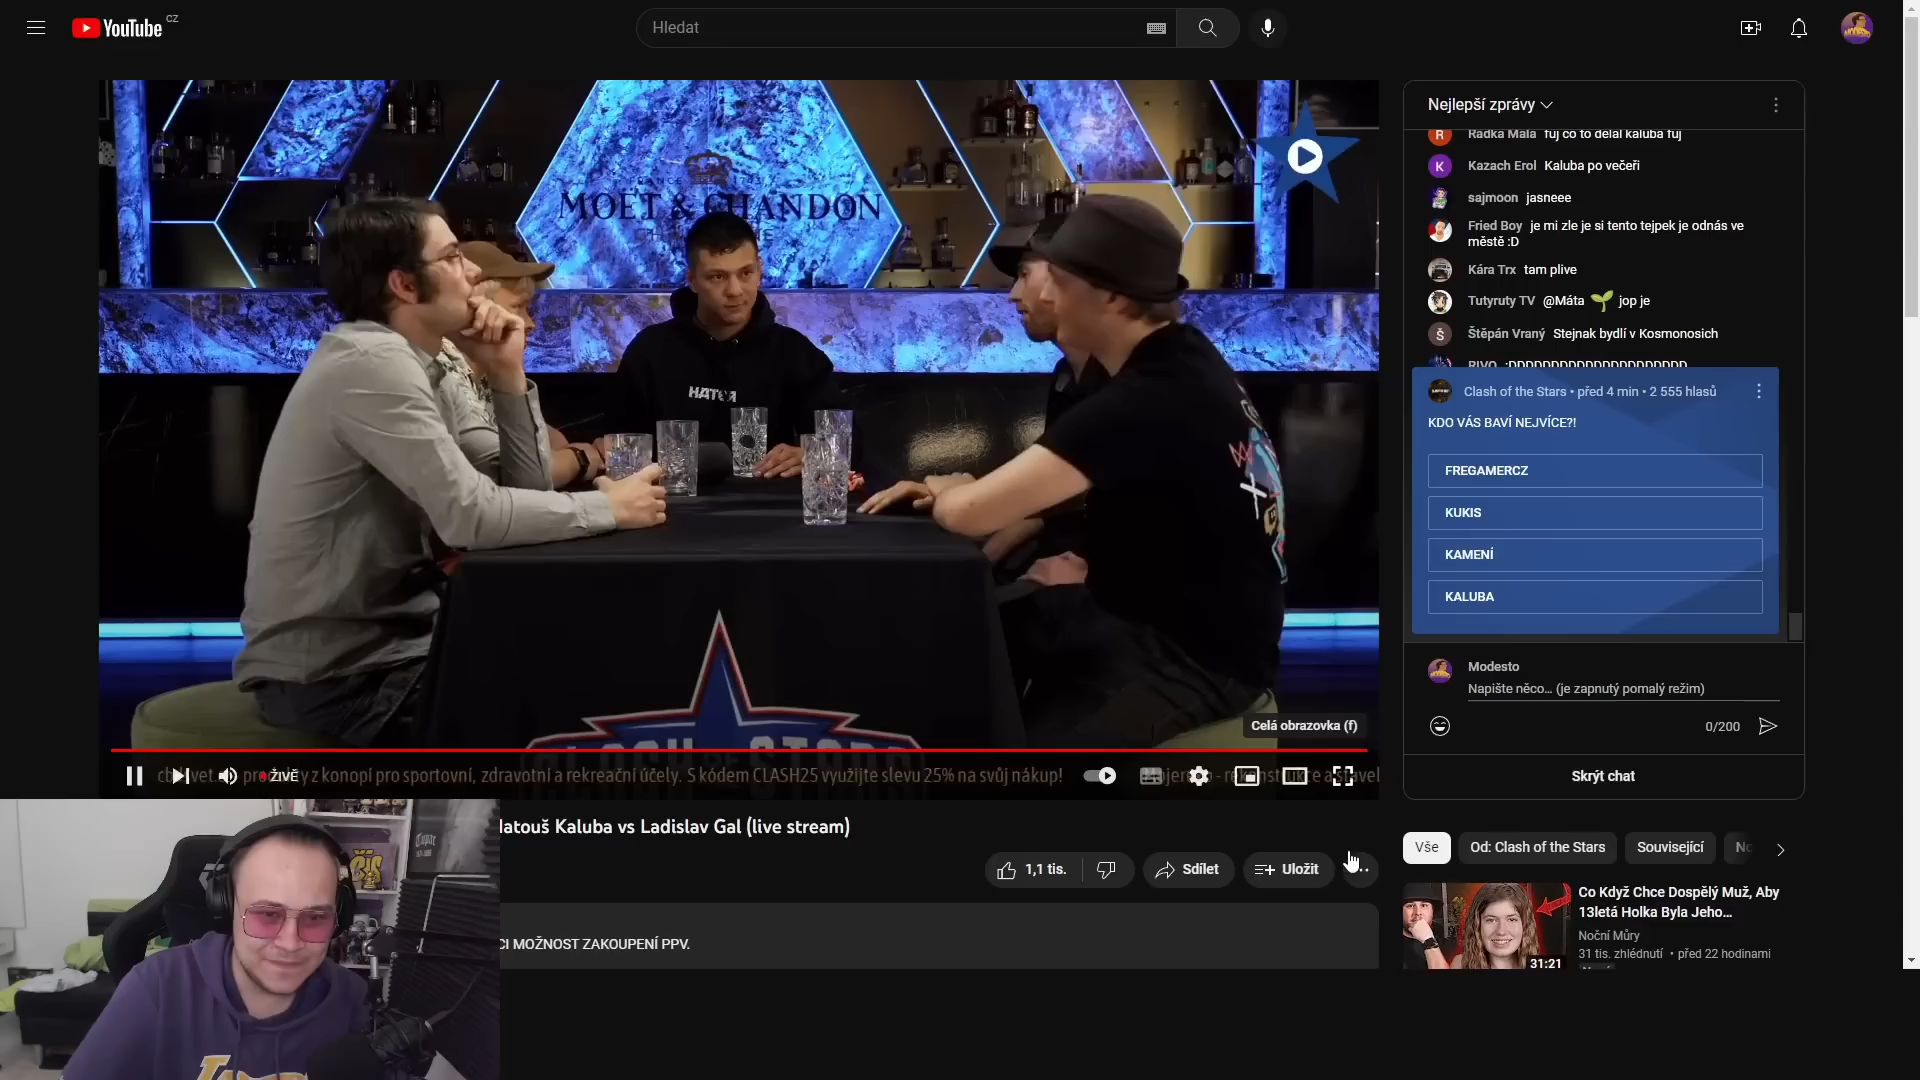 YouTube CZ
Hledat
MOËT & CHANDON
HATER
ŽIVĚ
z konopí pro sportovní, zdravotní a rekreační účely. S kódem CLASH25 využijte slevu 25% na svůj nákup!
Celá obrazovka (f)
Nejlepší zprávy
Radka Malá fuj co to dělal kaluba fuj
Kazach Erol Kaluba po večeři
sajmoon jasneee
Fried Boy je mi zle je si tento tejpek je odnás ve
městě :D
Kára Trx tam plive
Tutyruty TV @Máta jop je
Štěpán Vraný Stejnak bydlí v Kosmonosich
Clash of the Stars • před 4 min • 2 555 hlasů
KDO VÁS BAVÍ NEJVÍCE?!
FREGAMERCZ
KUKIS
KAMENÍ
KALUBA
Modesto
Napište něco... (je zapnutý pomalý režim)
0/200
Skrýt chat
atouš Kaluba vs Ladislav Gal (live stream)
1,1 tis.
Sdílet
Uložit
CI MOŽNOST ZAKOUPENÍ PPV.
Vše
Od: Clash of the Stars
Související
Co Když Chce Dospělý Muž, Aby
13letá Holka Byla Jeho...
Noční Můry
31 tis. zhlédnutí • před 22 hodinami
31:21